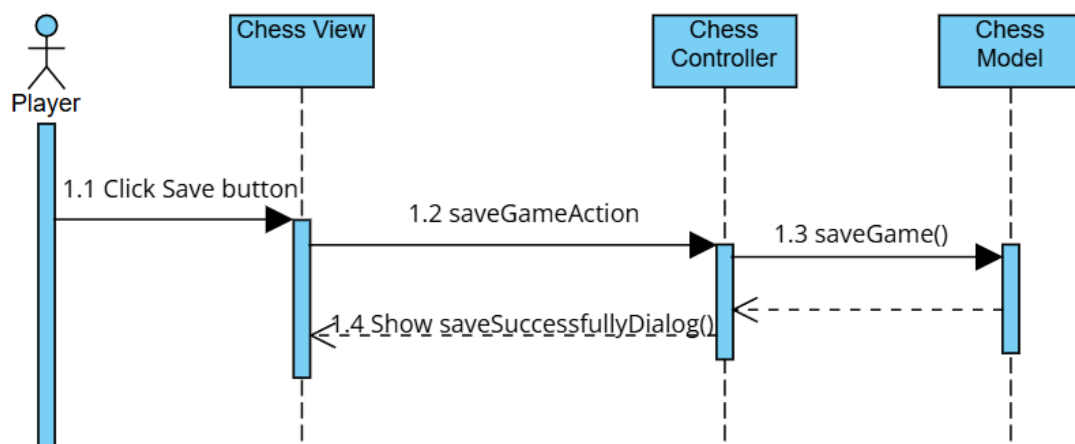 Chess View
Chess
Controller
Chess
Model
Player
1.1 Click Save button
1.2 saveGameAction
1.3 saveGame()
1.4 Show saveSuccessfullyDialog()